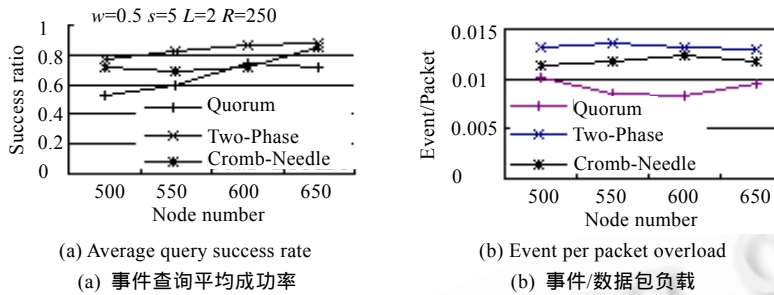 w=0.5 s=5 L=2 R=250
Success ratio
1
0.8
0.6
0.4
0.2
0
Quorum
Two-Phase
Cromb-Needle
500 550 600 650
Node number
(a) Average query success rate
(a) 事件查询平均成功率
Event/Packet
0.015
0.01
0.005
0
Quorum
Two-Phase
Cromb-Needle
500 550 600 650
Node number
(b) Event per packet overload
(b) 事件/数据包负载